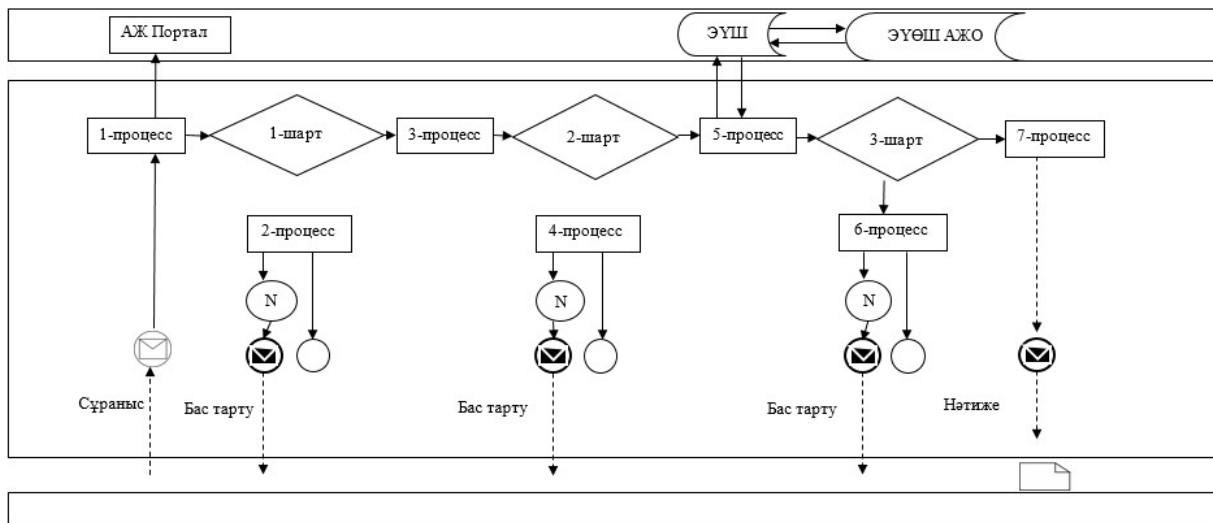 АЖ Портал
ЭҮШ
ЭҮӨШ АЖО
1-процесс
1-шарт
3-процесс
2-шарт
5-процесс
3-шарт
7-процесс
2-процесс
4-процесс
6-процесс
N
N
N
Сұраныс
Бас тарту
Бас тарту
Бас тарту
Нәтиже